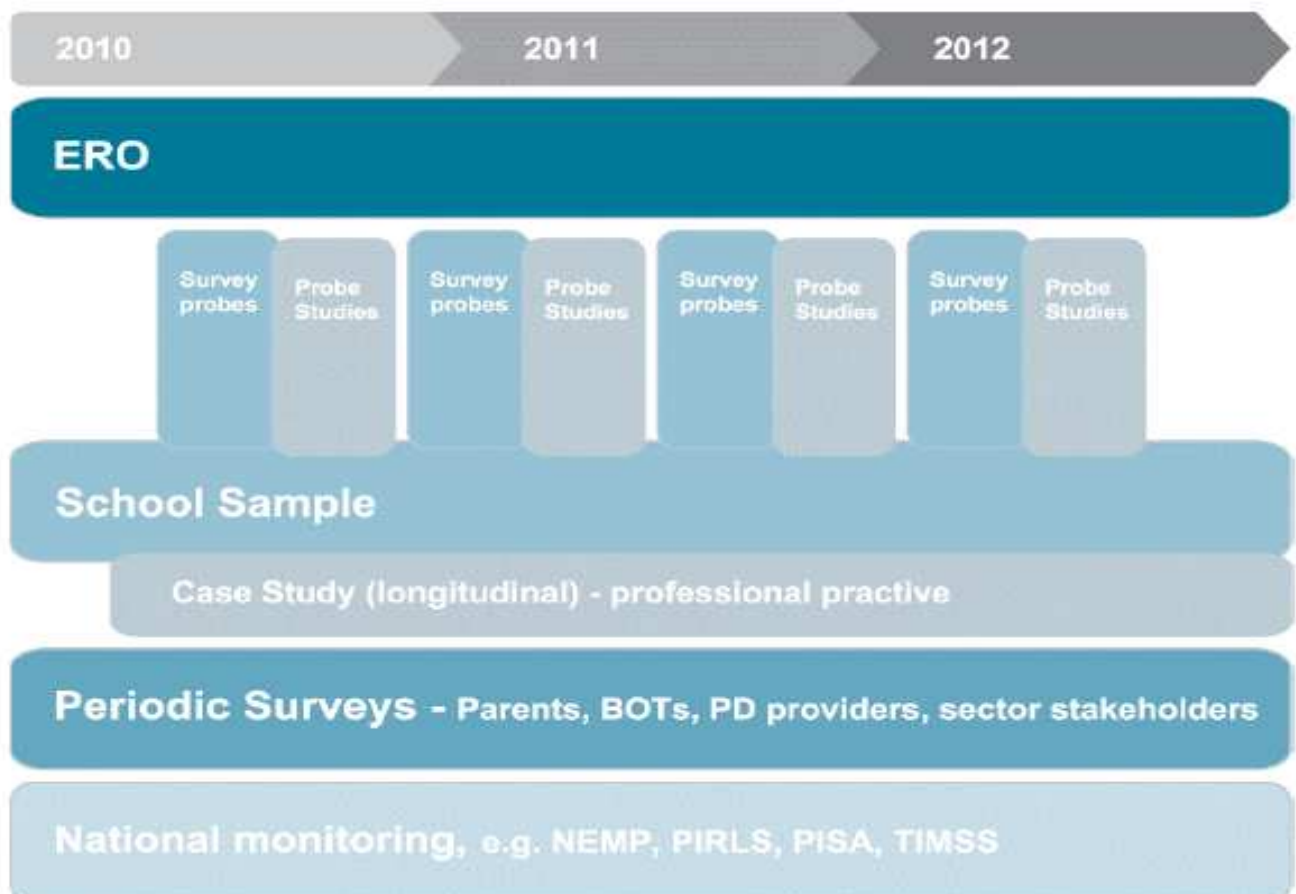 2010 2011 2012
ERO
Survey
probes
Probe
Studies
Survey
probes
Probe
Studies
Survey
probes
Probe
Studies
Survey
probes
Probe
Studies
School Sample
Case Study (longitudinal) - professional practive
Periodic Surveys - Parents, BOTs, PD providers, sector stakeholders
National monitoring, e.g. NEMP, PIRLS, PISA, TIMSS